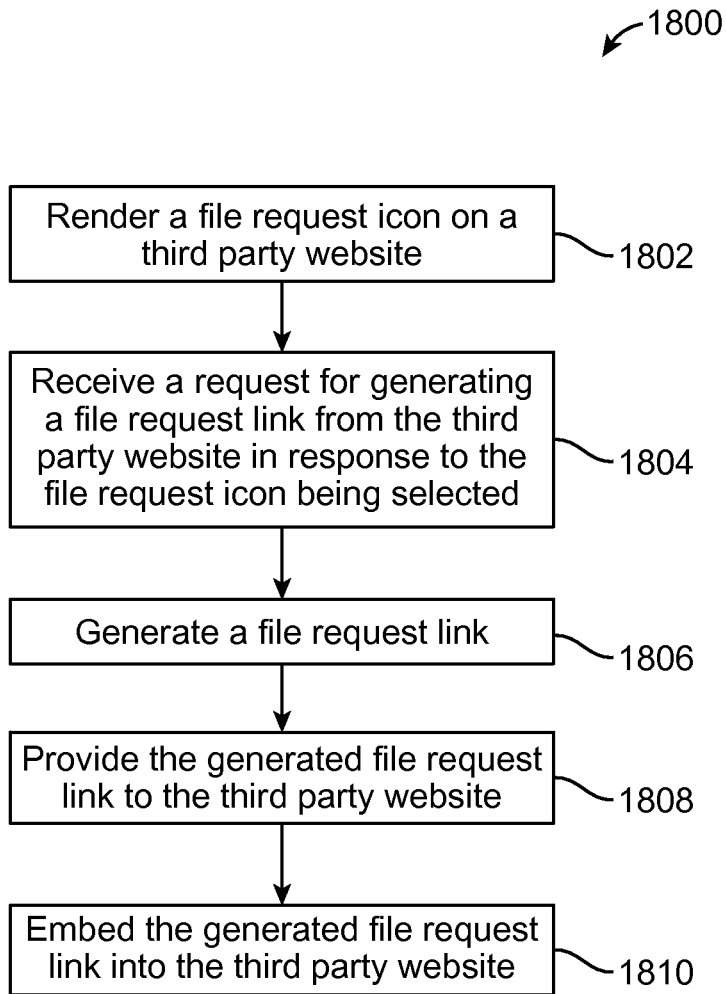 1800
Render a file request icon on a
third party website
1802
Receive a request for generating
a file request link from the third
party website in response to the
file request icon being selected
1804
Generate a file request link
1806
Provide the generated file request
link to the third party website
1808
Embed the generated file request
link into the third party website
1810